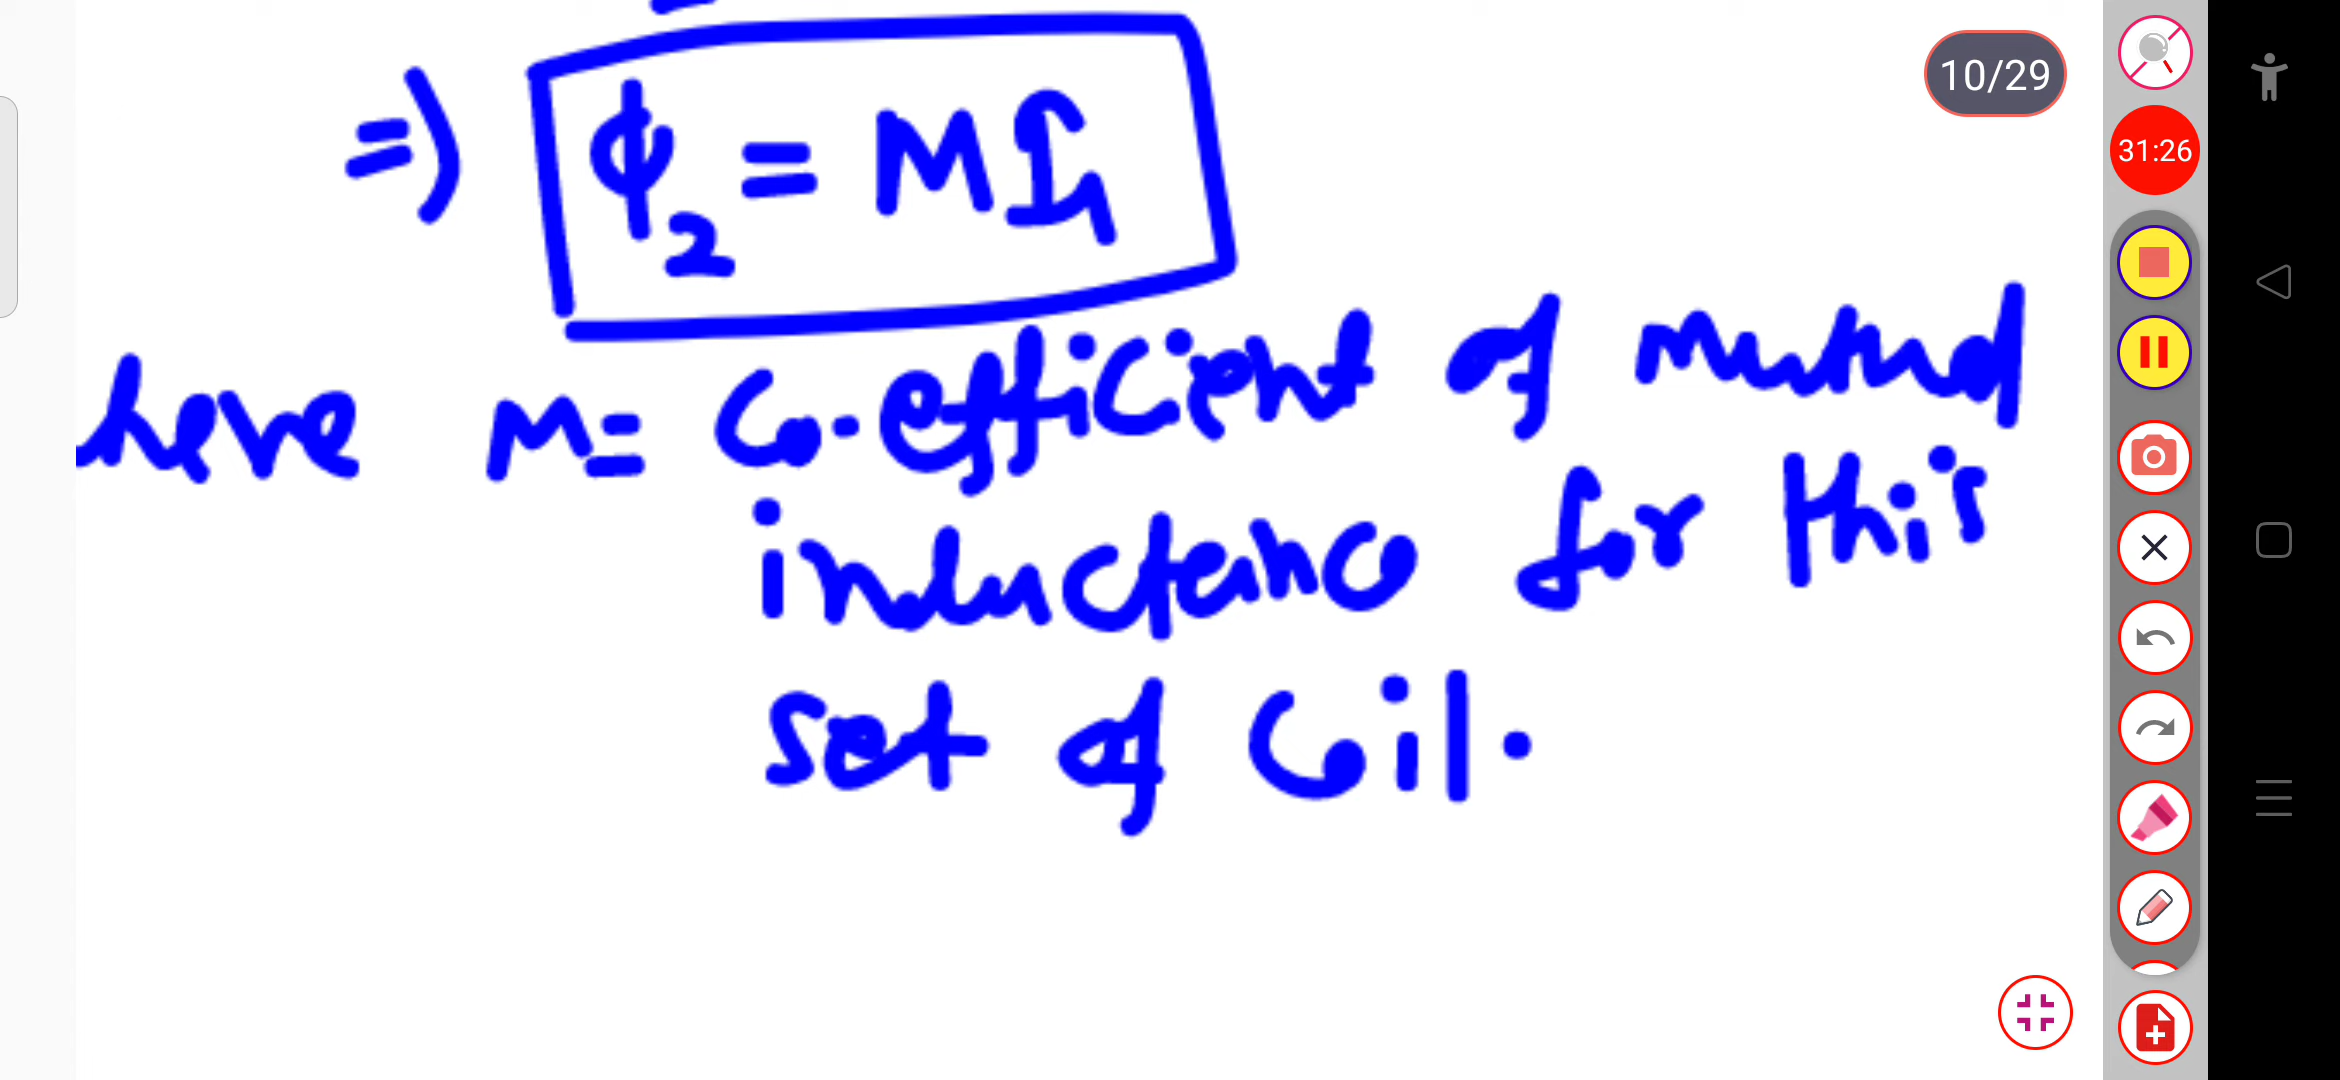 10/29
31:26
=) ϕ₂ = MI₁
here M = Co-efficient of mutual
inductance for this
set of Coil.